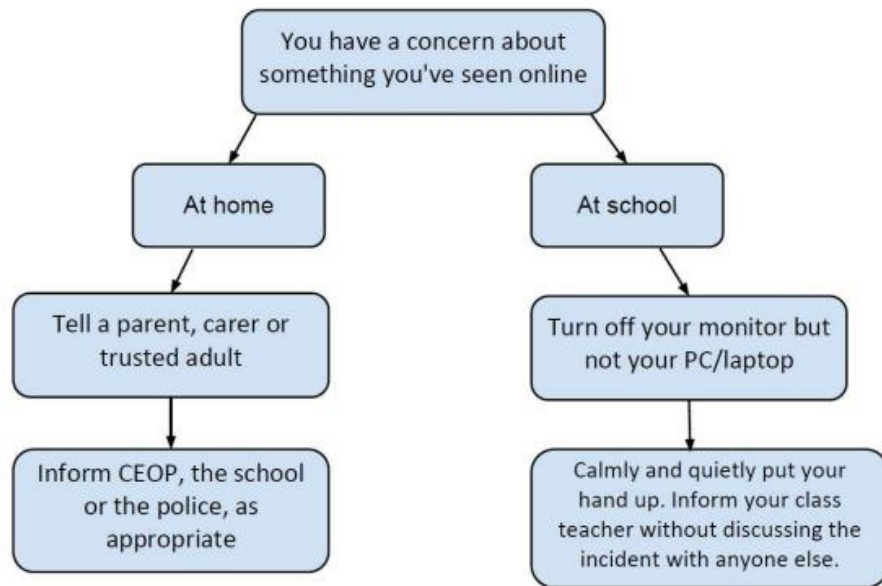 You have a concern about
something you've seen online
At home
At school
Tell a parent, carer or
trusted adult
Turn off your monitor but
not your PC/laptop
Inform CEOP, the school
or the police, as
appropriate
Calmly and quietly put your
hand up. Inform your class
teacher without discussing the
incident with anyone else.